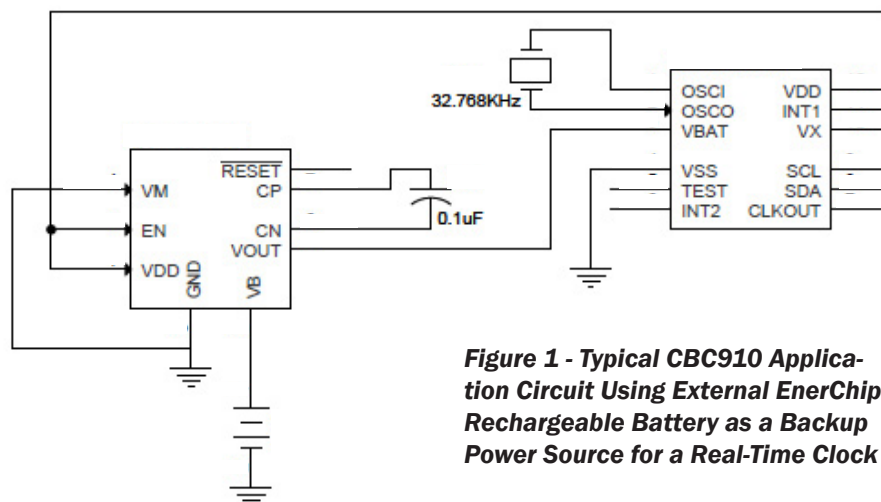 32.768KHz
OSCI VDD
OSCO INT1
VBAT VX
VSS SCL
TEST SDA
INT2 CLKOUT
RESET
VM CP
0.1uF
EN CN
VOUT
VDD
GND
VB
Figure 1 - Typical CBC910 Applica-
tion Circuit Using External EnerChip
Rechargeable Battery as a Backup
Power Source for a Real-Time Clock